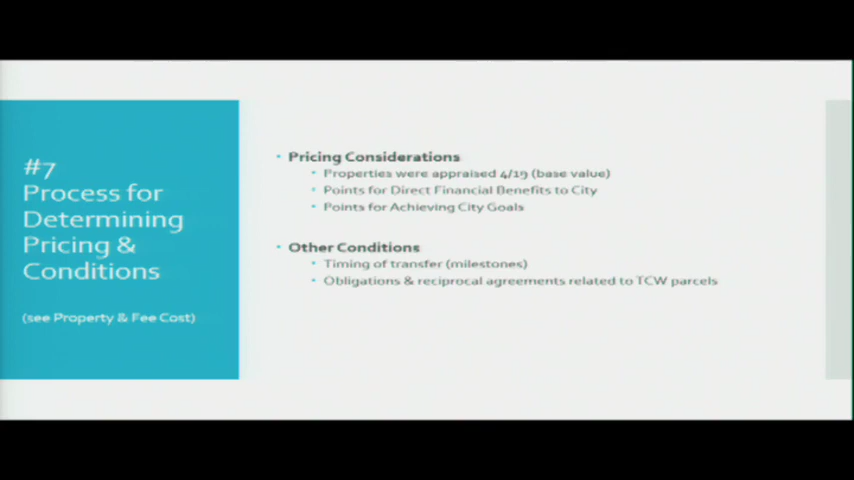 #7
Process for
Determining
Pricing &
Conditions
(see Property & Fee Cost)
Pricing Considerations
Properties were appraised 4/19 (base value)
Points for Direct Financial Benefits to City
Points for Achieving City Goals
Other Conditions
Timing of transfer (milestones)
Obligations & reciprocal agreements related to TCW parcels